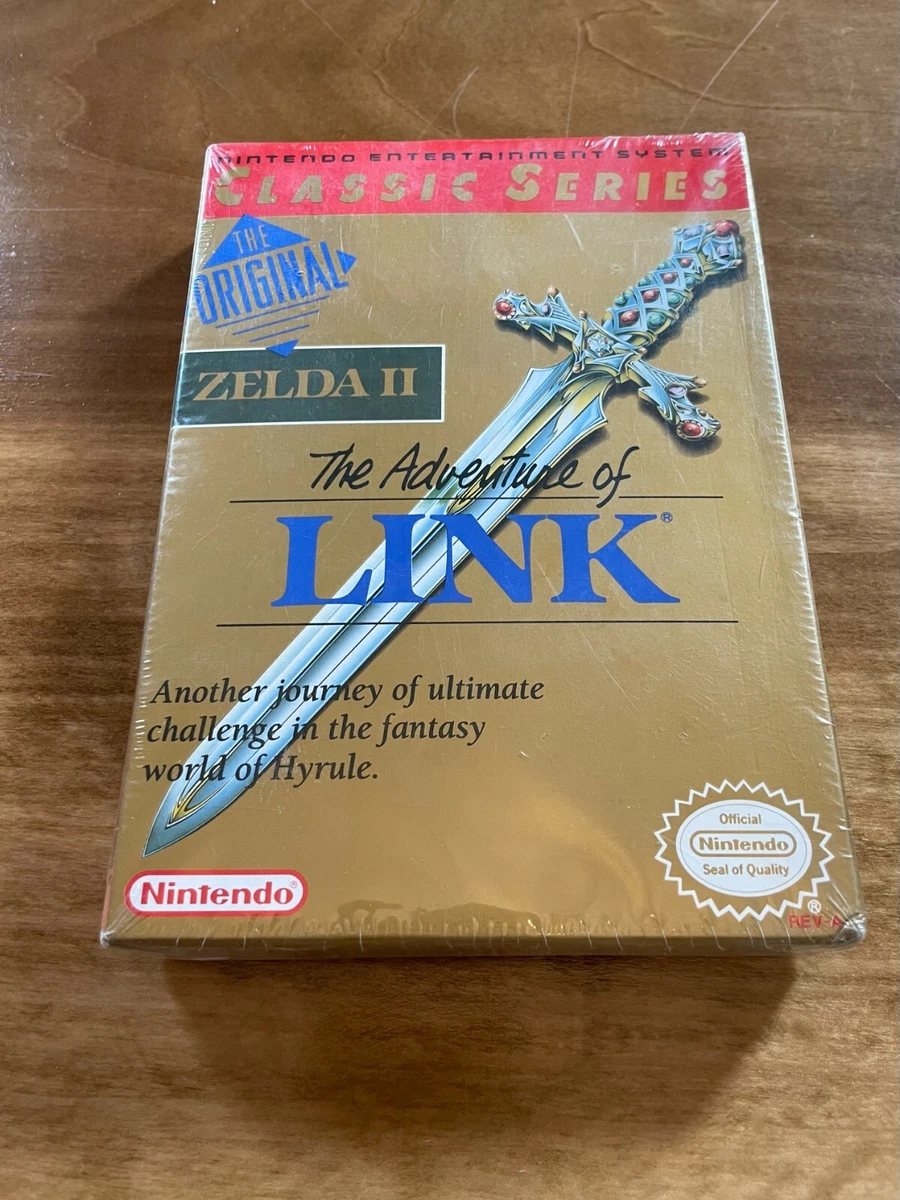 NINTENDO ENTERTAINMENT SYSTEM
CLASSIC SERIES
THE
ORIGINAL
ZELDA II
The Adventure of
LINK®
Another journey of ultimate
challenge in the fantasy
world of Hyrule.
Official
Nintendo
Seal of Quality
®
Nintendo®
REV-A